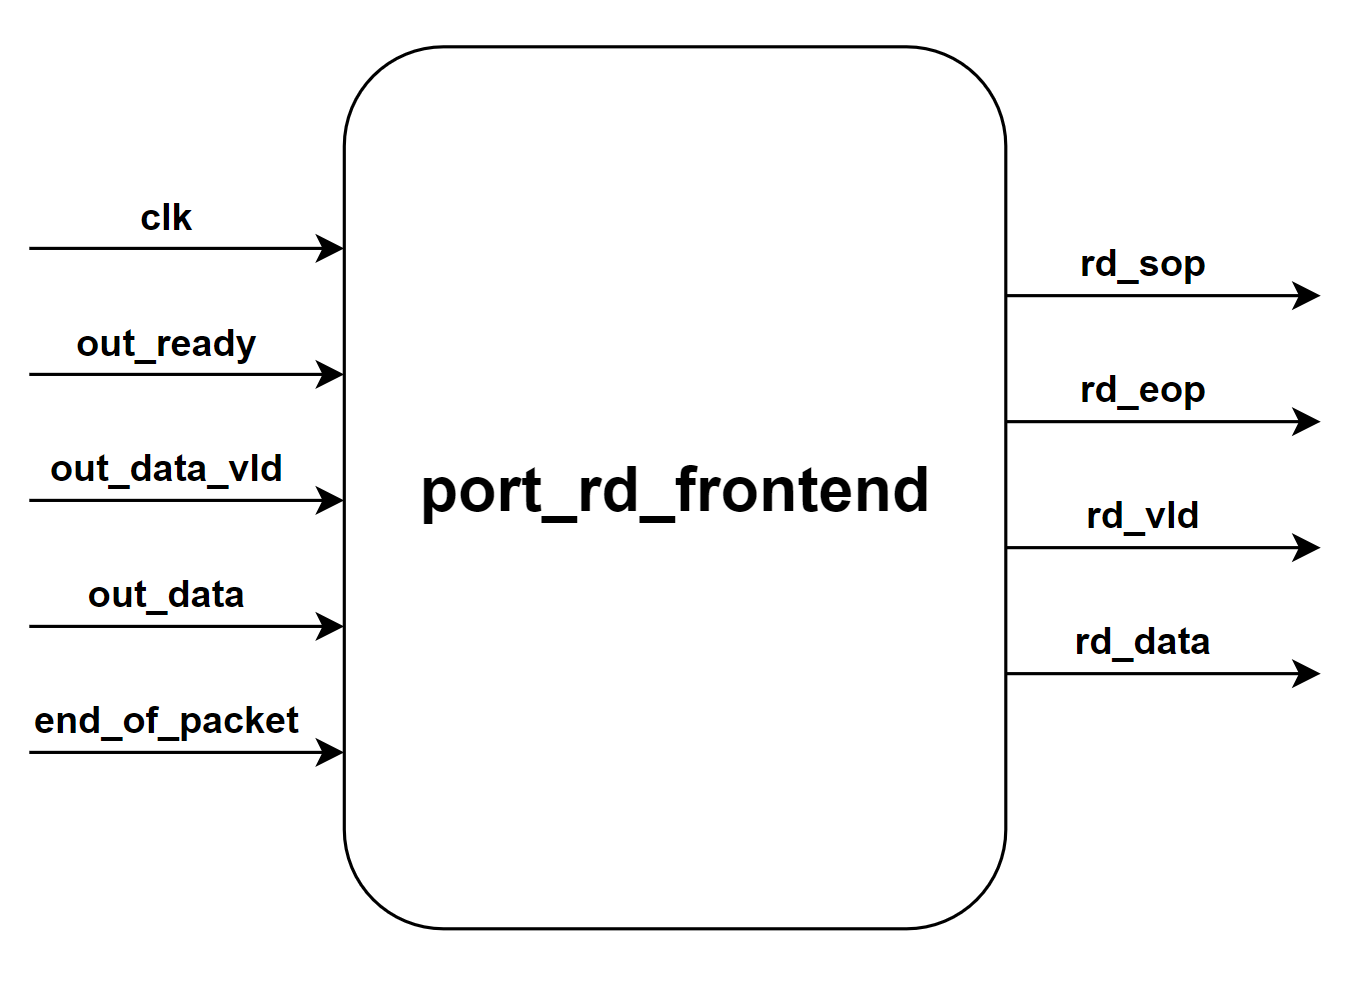 clk
out_ready
out_data_vld
out_data
end_of_packet
port_rd_frontend
rd_sop
rd_eop
rd_vld
rd_data